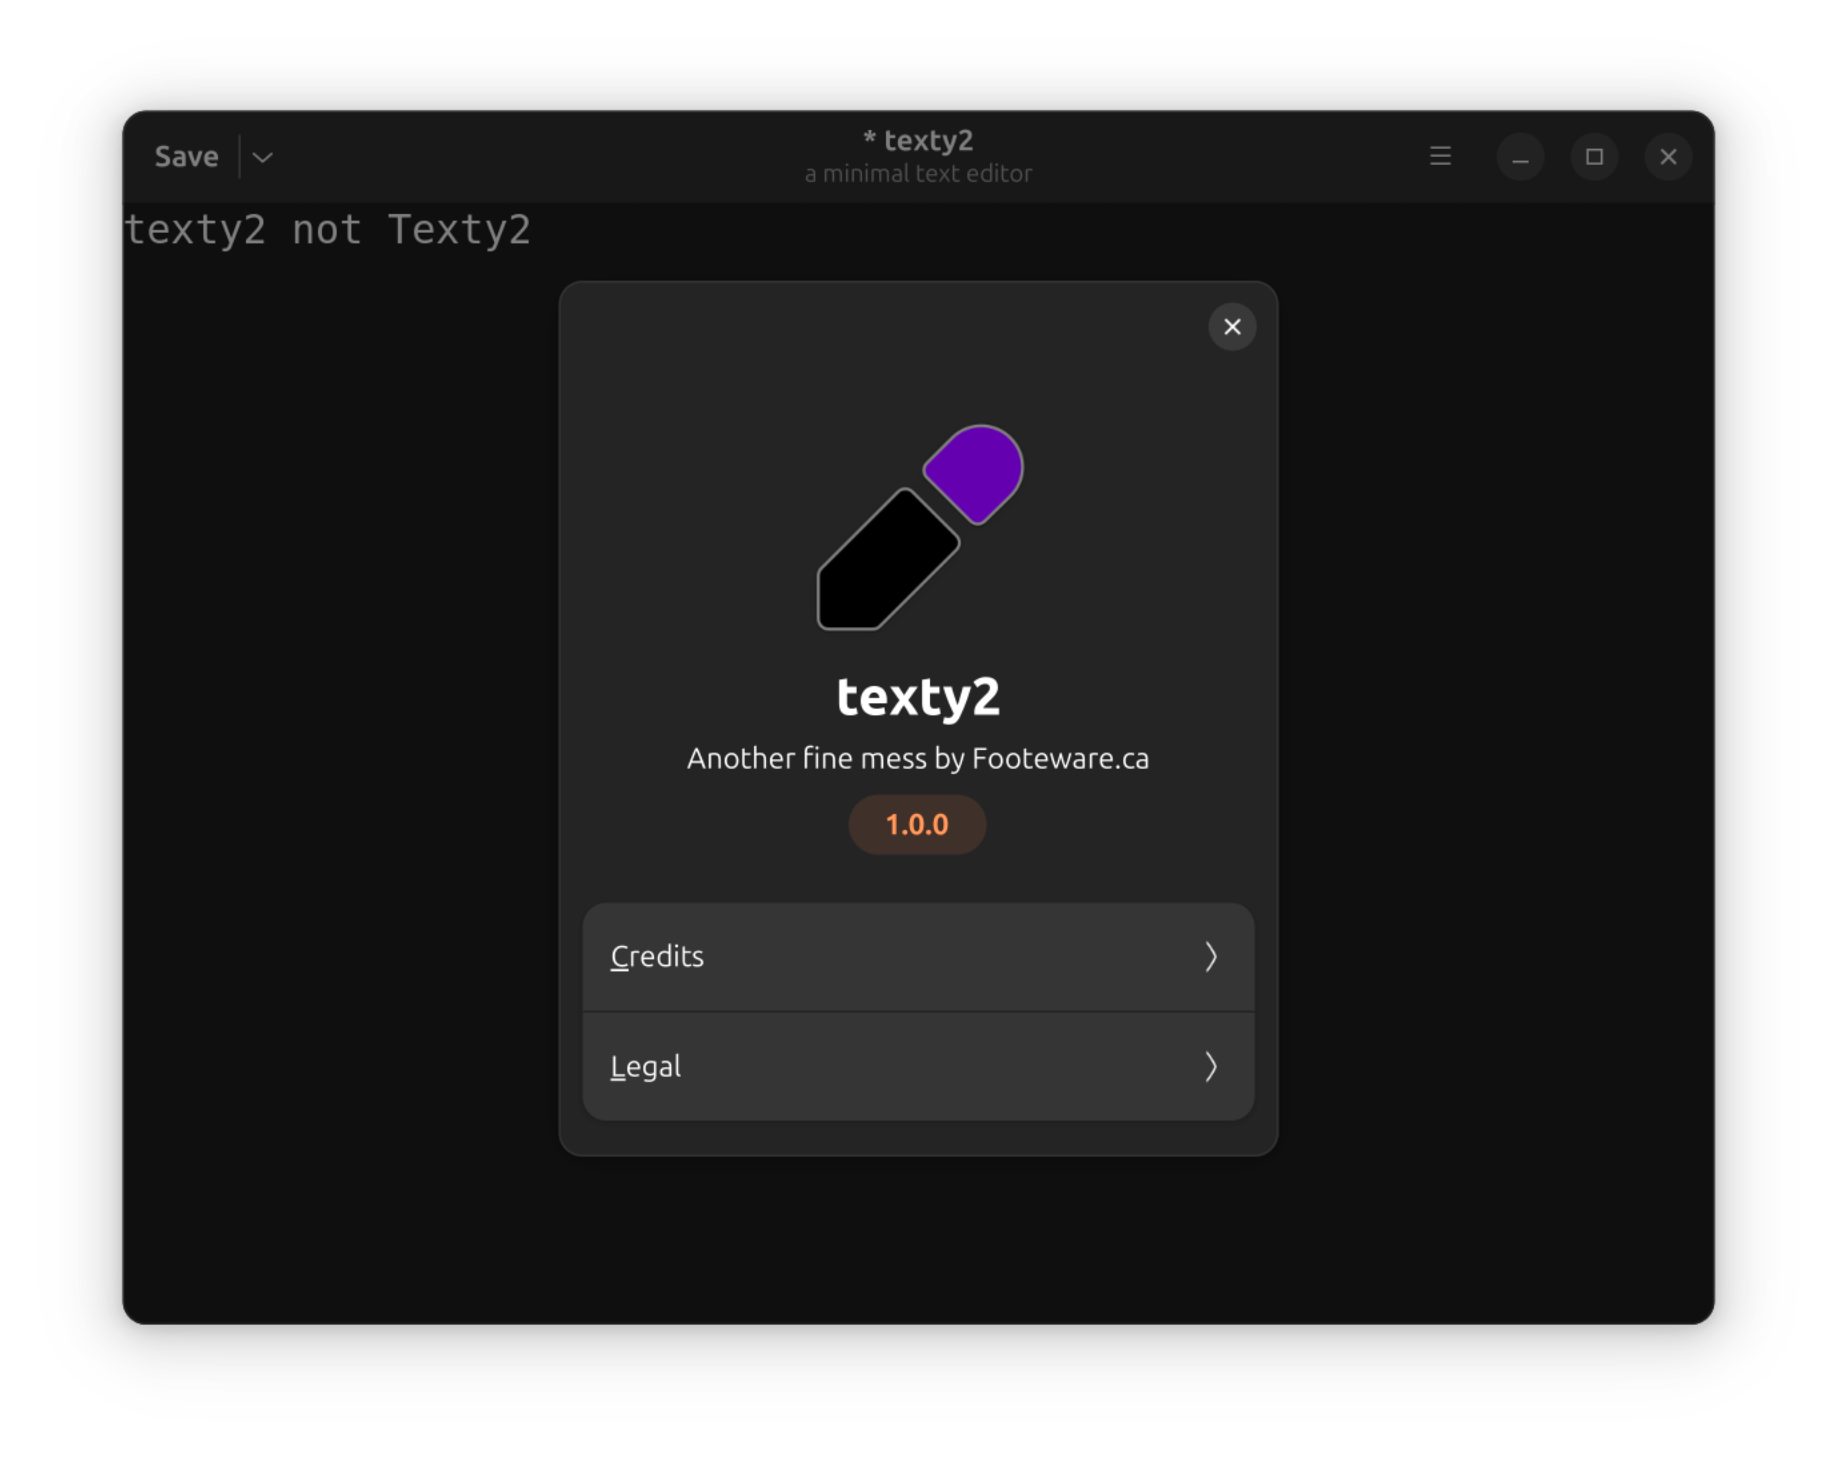 Save
* texty2
a minimal text editor
texty2 not Texty2
texty2
Another fine mess by Footeware.ca
1.0.0
Credits
Legal